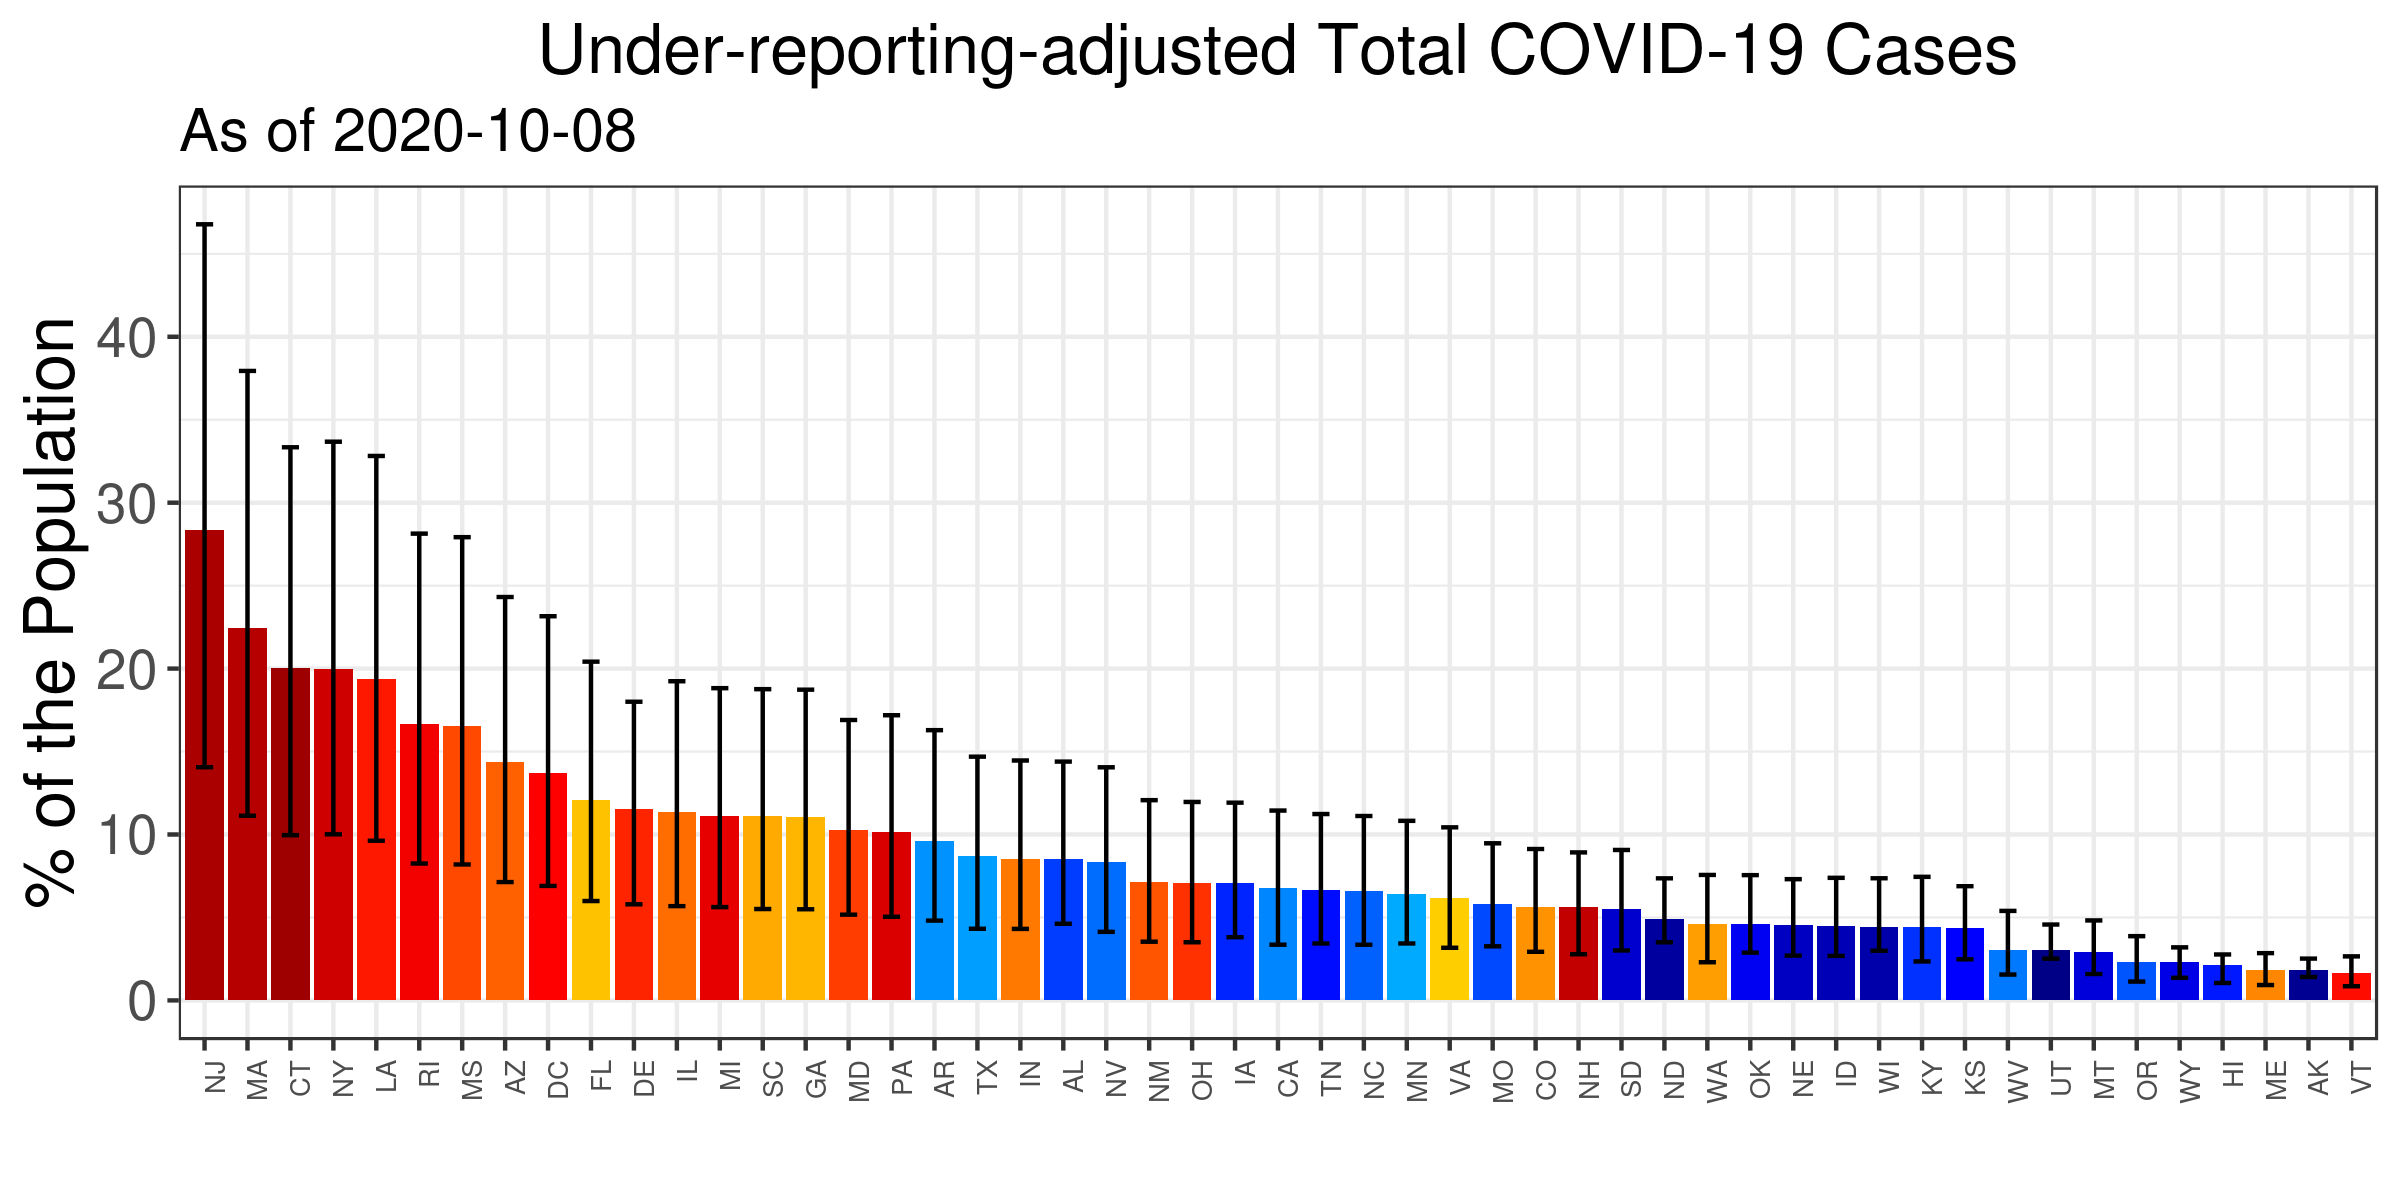 Under-reporting-adjusted Total COVID-19 Cases
As of 2020-10-08
% of the Population
40
30
20
10
0
NJ MA CT NY LA RI MS AZ DC FL DE IL MI SC GA MD PA AR TX IN AL NV NM OH IA CA TN NC MN VA MO CO NH SD ND WA OK NE ID WI KY KS WV UT MT OR WY HI ME AK VT